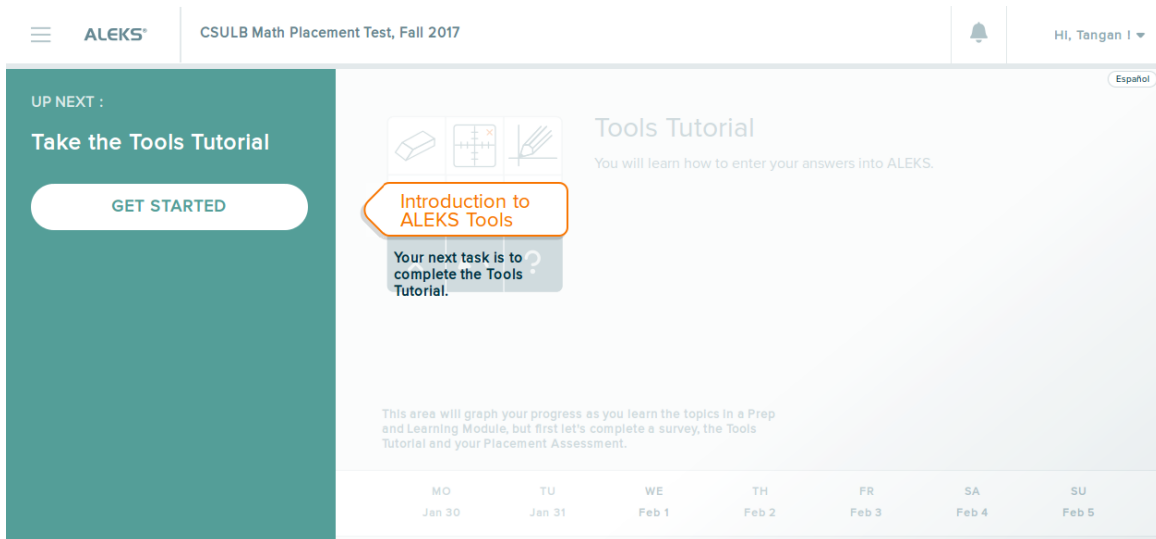 ALEKS®
CSULB Math Placement Test, Fall 2017
Hi, Tangan !
Español
UP NEXT :
Take the Tools Tutorial
GET STARTED
Tools Tutorial
You will learn how to enter your answers into ALEKS.
Introduction to
ALEKS Tools
?
Your next task is to
complete the Tools
Tutorial.
This area will graph your progress as you learn the topics in a Prep
and Learning Module, but first let's complete a survey, the Tools
Tutorial and your Placement Assessment.
MO TU WE TH FR SA SU
Jan 30 Jan 31 Feb 1 Feb 2 Feb 3 Feb 4 Feb 5